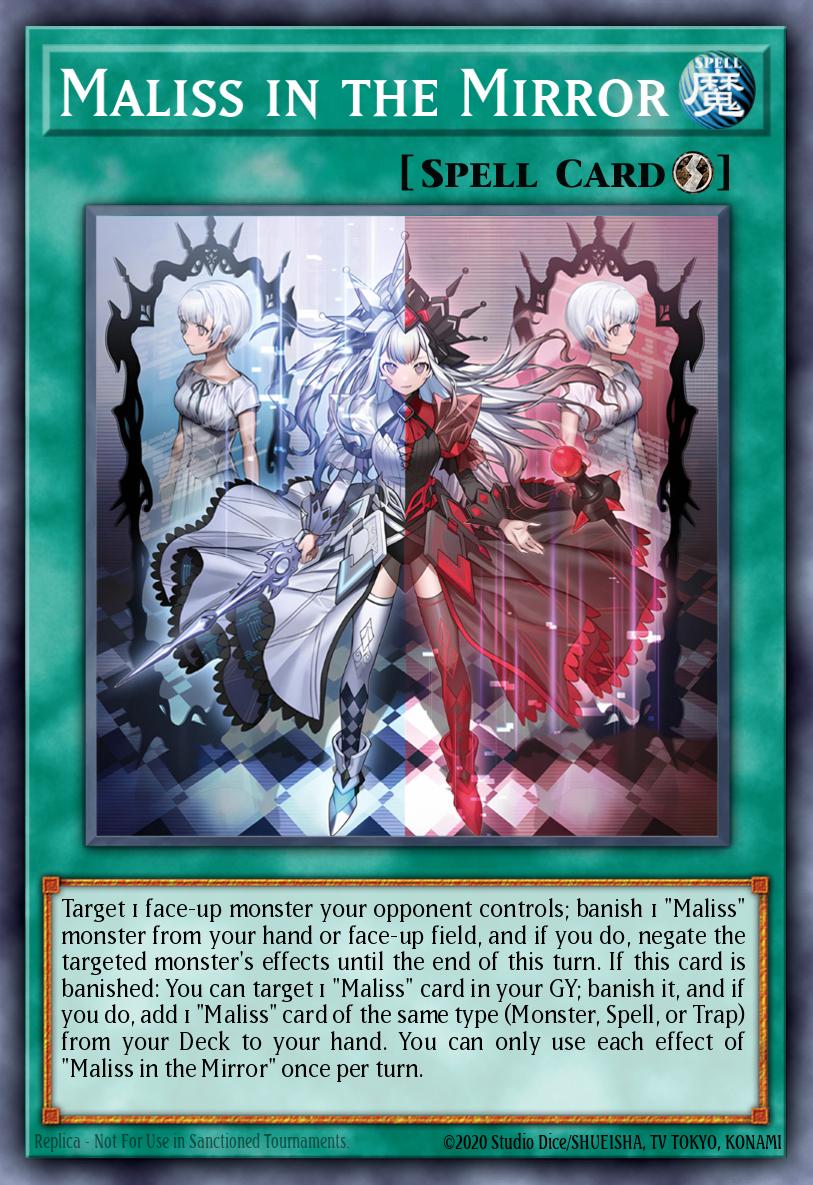 Maliss in the Mirror
SPELL
魔
[Spell Card]
Target 1 face-up monster your opponent controls; banish 1 "Maliss"
monster from your hand or face-up field, and if you do, negate the
targeted monster's effects until the end of this turn. If this card is
banished: You can target 1 "Maliss" card in your GY; banish it, and if
you do, add 1 "Maliss" card of the same type (Monster, Spell, or Trap)
from your Deck to your hand. You can only use each effect of
"Maliss in the Mirror" once per turn.
Replica - Not For Use in Sanctioned Tournaments.
©2020 Studio Dice/SHUEISHA, TV TOKYO, KONAMI